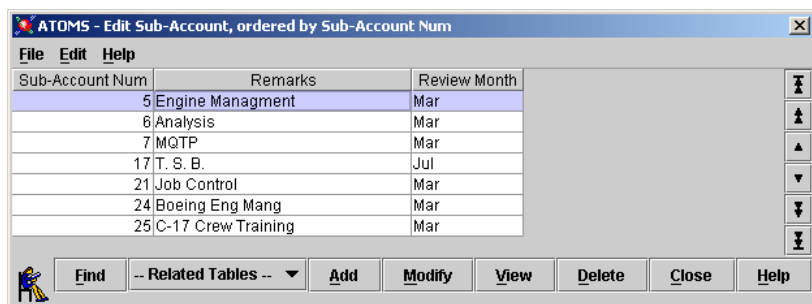 ATOMS - Edit Sub-Account, ordered by Sub-Account Num
File Edit Help
Sub-Account Num Remarks Review Month
5 Engine Managment Mar
6 Analysis Mar
7 MQTP Mar
17 T. S. B. Jul
21 Job Control Mar
24 Boeing Eng Mang Mar
25 C-17 Crew Training Mar
Find -- Related Tables -- Add Modify View Delete Close Help